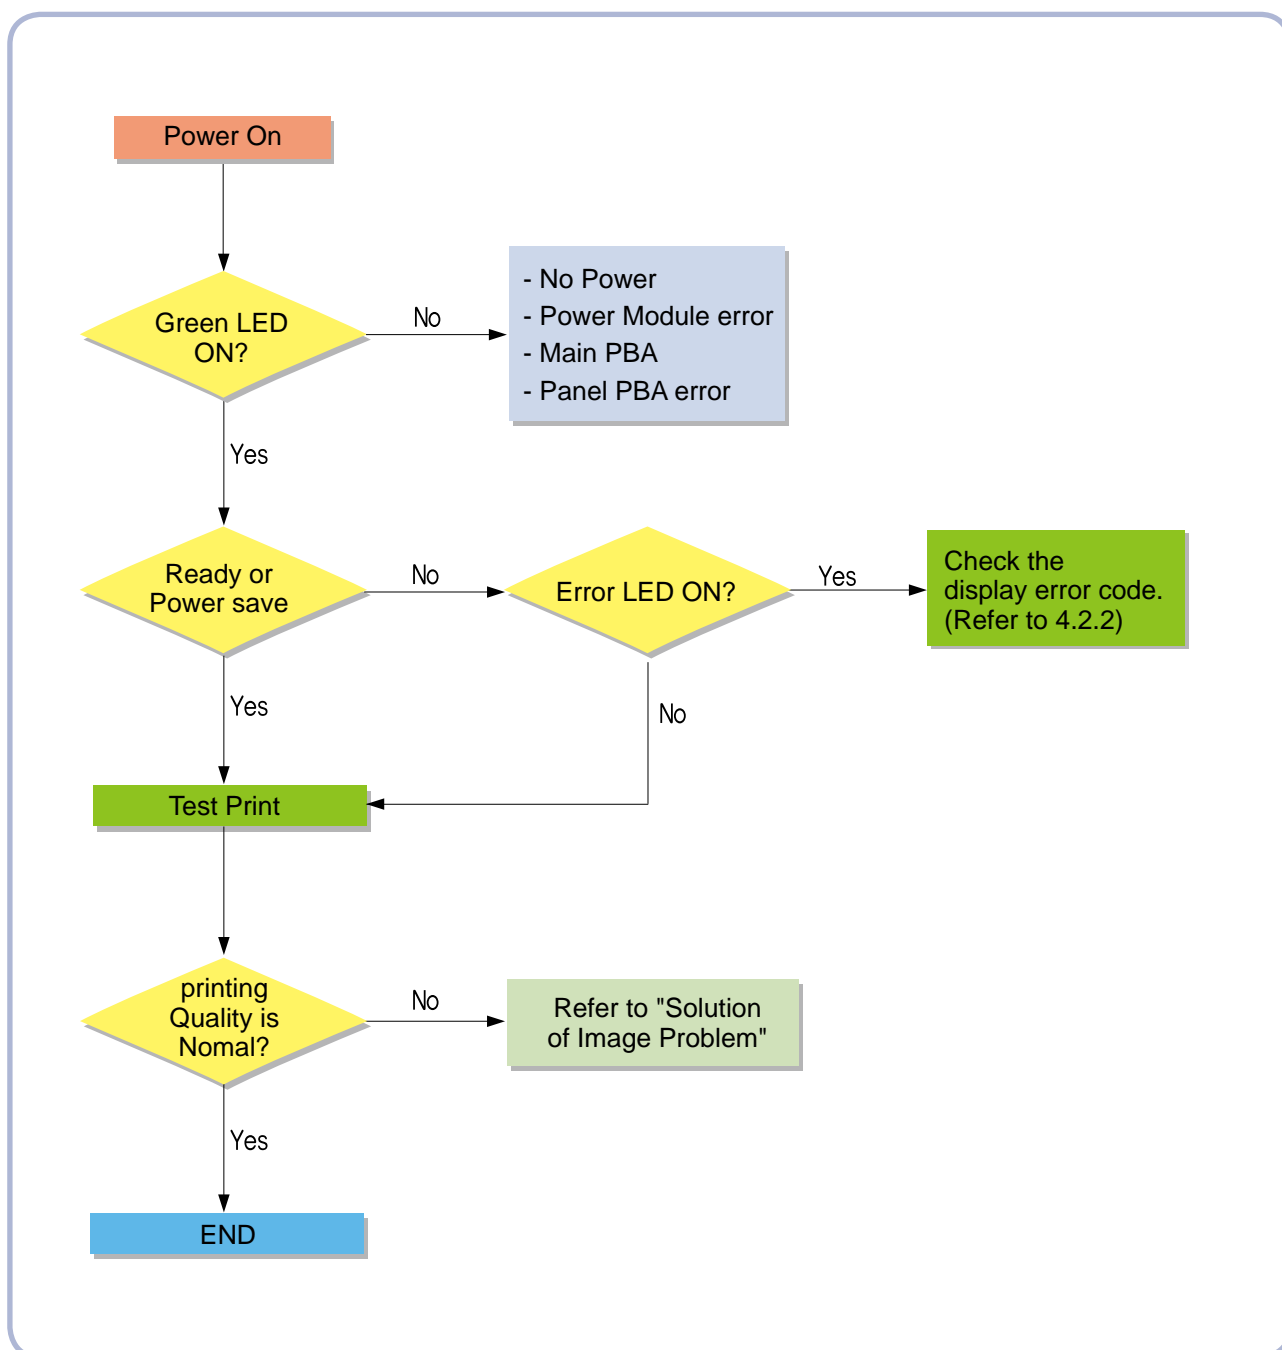 Power On
Green LED
ON?
No
- No Power
- Power Module error
- Main PBA
- Panel PBA error
Yes
Ready or
Power save
No
Error LED ON?
Yes
Check the
display error code.
(Refer to 4.2.2)
Yes
No
Test Print
printing
Quality is
Nomal?
No
Refer to "Solution
of Image Problem"
Yes
END